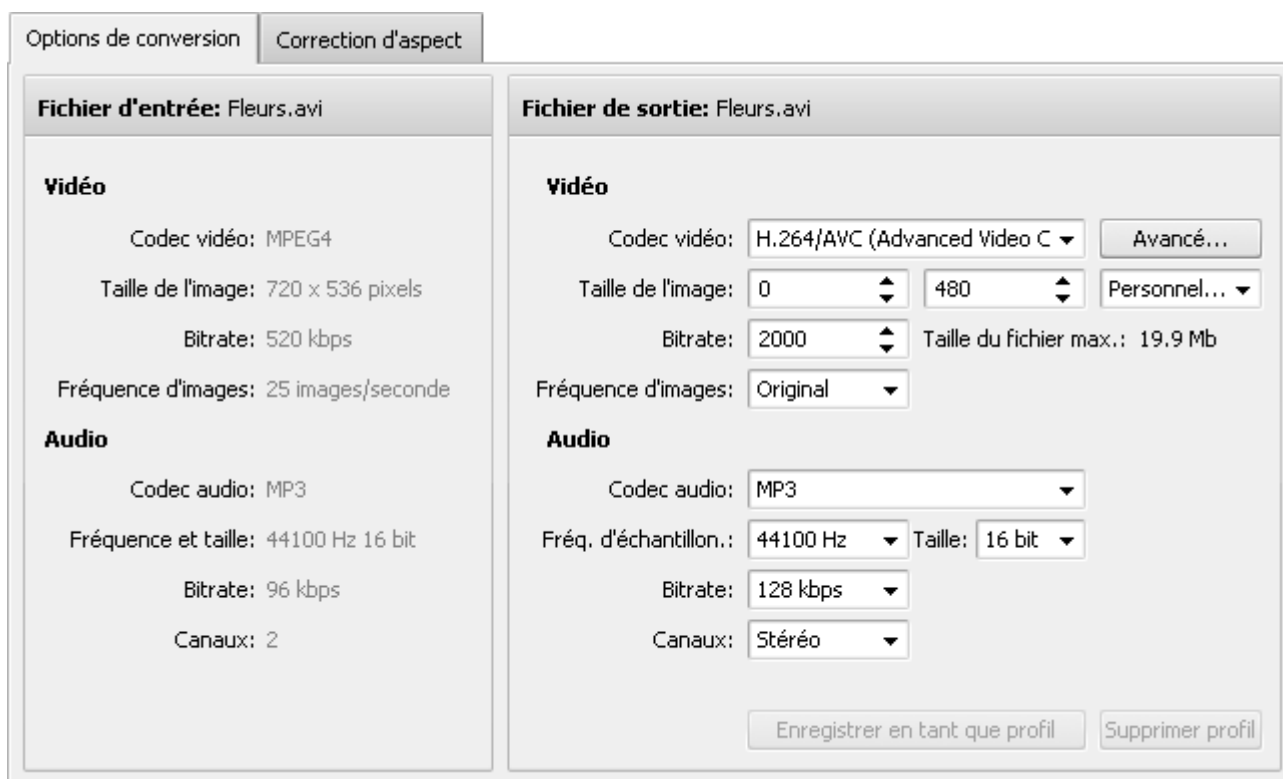 Options de conversion
Correction d'aspect
Fichier d'entrée: Fleurs.avi
Vidéo
Codec vidéo: MPEG4
Taille de l'image: 720 x 536 pixels
Bitrate: 520 kbps
Fréquence d'images: 25 images/seconde
Audio
Codec audio: MP3
Fréquence et taille: 44100 Hz 16 bit
Bitrate: 96 kbps
Canaux: 2
Fichier de sortie: Fleurs.avi
Vidéo
Codec vidéo: H.264/AVC (Advanced Video C Avancé...
Taille de l'image: 0 480 Personnel...
Bitrate: 2000 Taille du fichier max.: 19.9 Mb
Fréquence d'images: Original
Audio
Codec audio: MP3
Fréq. d'échantillon.: 44100 Hz Taille: 16 bit
Bitrate: 128 kbps
Canaux: Stéréo
Enregistrer en tant que profil Supprimer profil